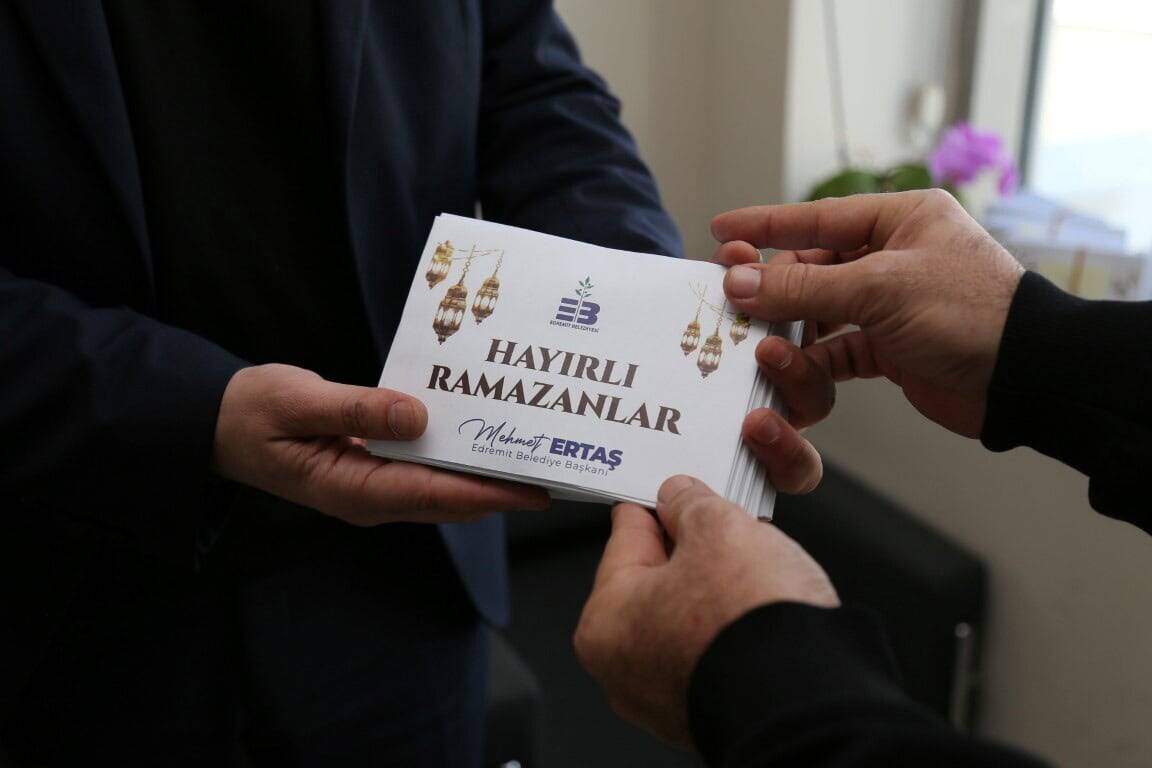 EB
EDREMİT BELEDİYESİ
HAYIRLI
RAMAZANLAR
Mehmet ERTAŞ
Edremit Belediye Başkanı